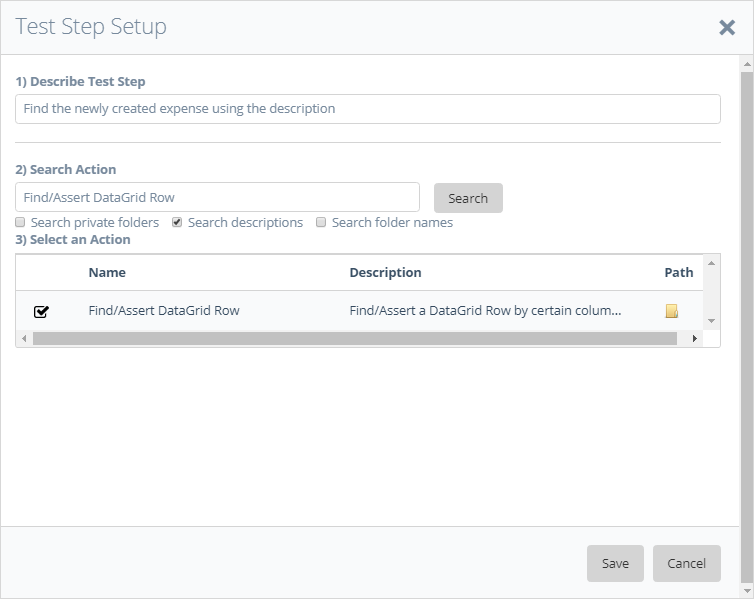 Test Step Setup
1) Describe Test Step
Find the newly created expense using the description
2) Search Action
Find/Assert DataGrid Row
Search
Search private folders Search descriptions Search folder names
3) Select an Action
Name Description Path
Find/Assert DataGrid Row Find/Assert a DataGrid Row by certain colum...
Save Cancel